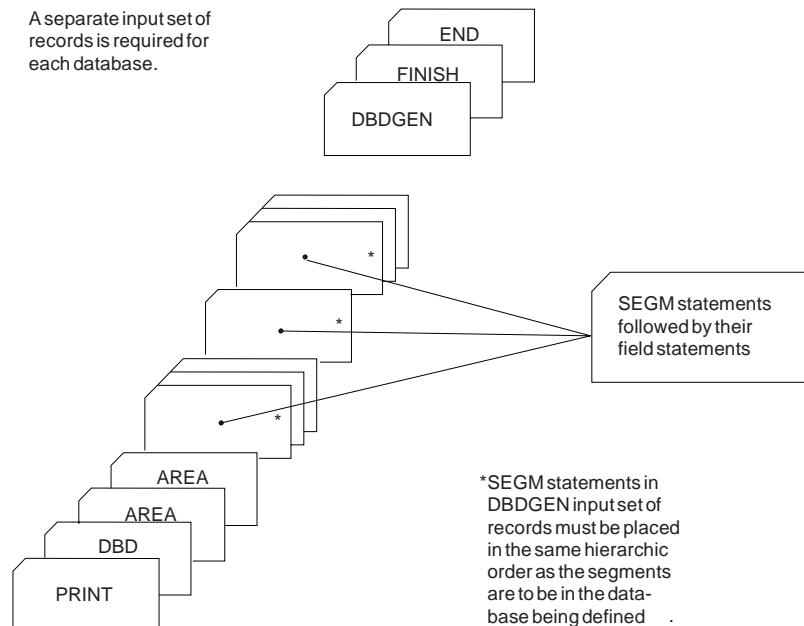 A separate input set of
records is required for
each database.
END
FINISH
DBDGEN
*
*
*
SEGM statements
followed by their
field statements
AREA
AREA
DBD
PRINT
*SEGM statements in
DBDGEN input set of
records must be placed
in the same hierarchic
order as the segments
are to be in the data-
base being defined .